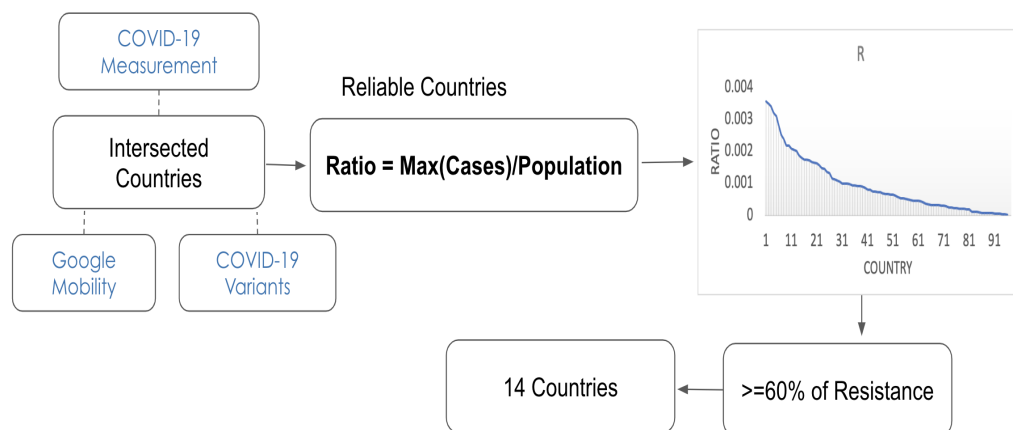 COVID-19
Measurement
Intersected
Countries
Google
Mobility
COVID-19
Variants
Reliable Countries
Ratio = Max(Cases)/Population
R
RATIO
0.004
0.003
0.002
0.001
0
1 11 21 31 41 51 61 71 81 91
COUNTRY
>=60% of Resistance
14 Countries